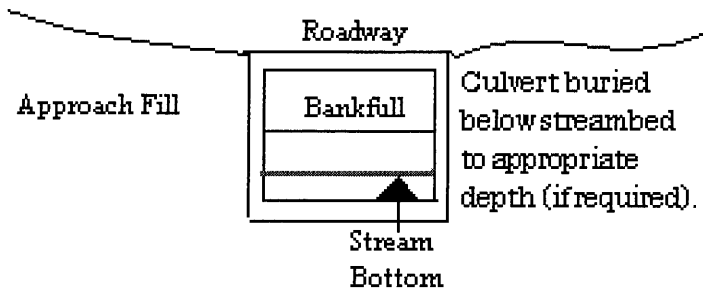 Roadway
Approach Fill
Bankfull
Culvert buried
below streambed
to appropriate
depth (if required).
Stream
Bottom